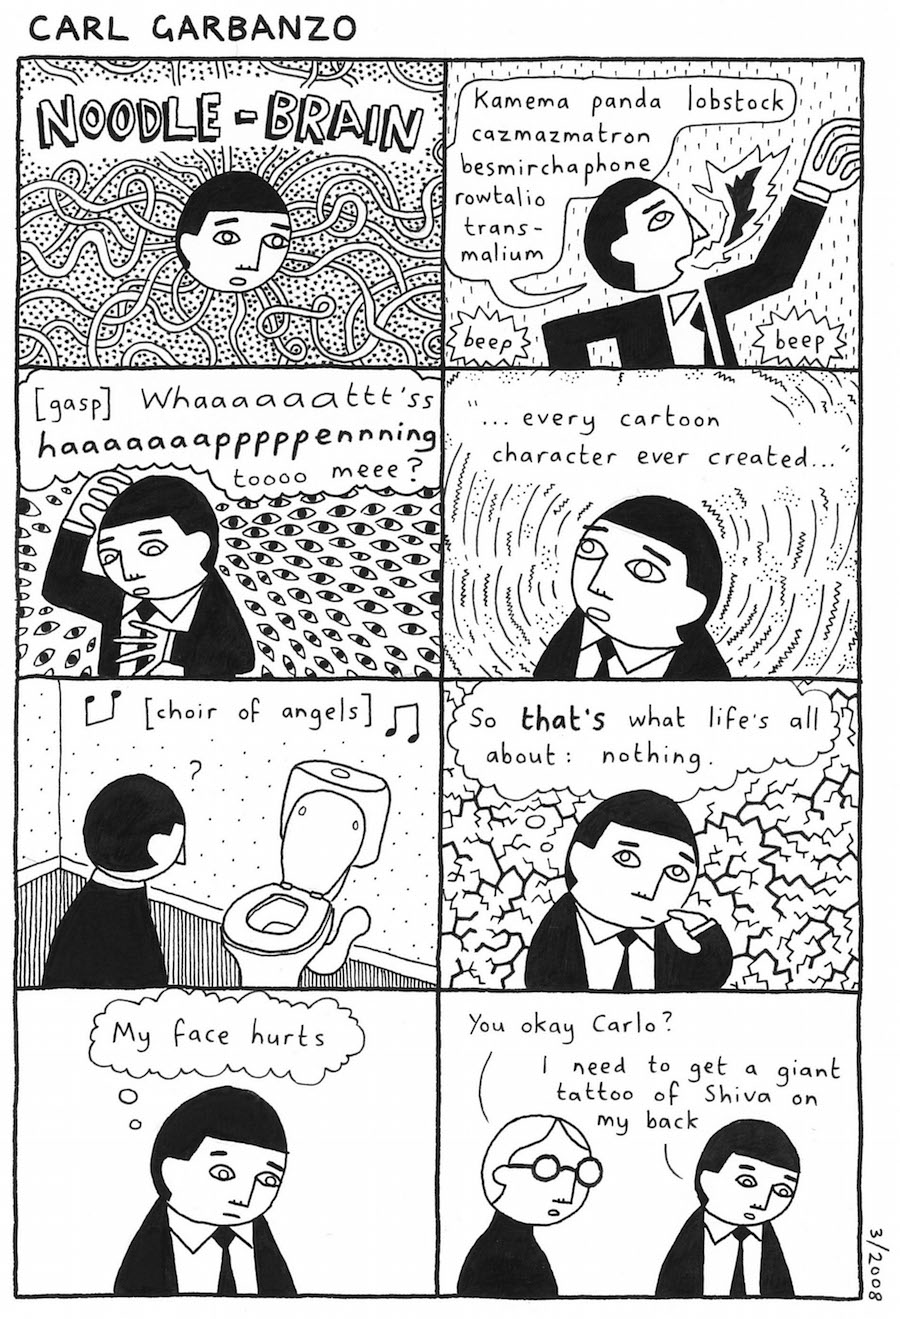 CARL GARBANZO
NOODLE-BRAIN
Kamema panda lobstock
cazmazmatron
besmirchaphone
rowtalio
trans-
malium
beep
beep
[gasp] Whaaaaaaattt'ss
haaaaaaaapppppennnning
toooo meee?
"... every cartoon
character ever created..."
[choir of angels]
?
So that's what life's all
about: nothing.
My face hurts
You okay Carlo?
I need to get a giant
tattoo of Shiva on
my back
3/2008